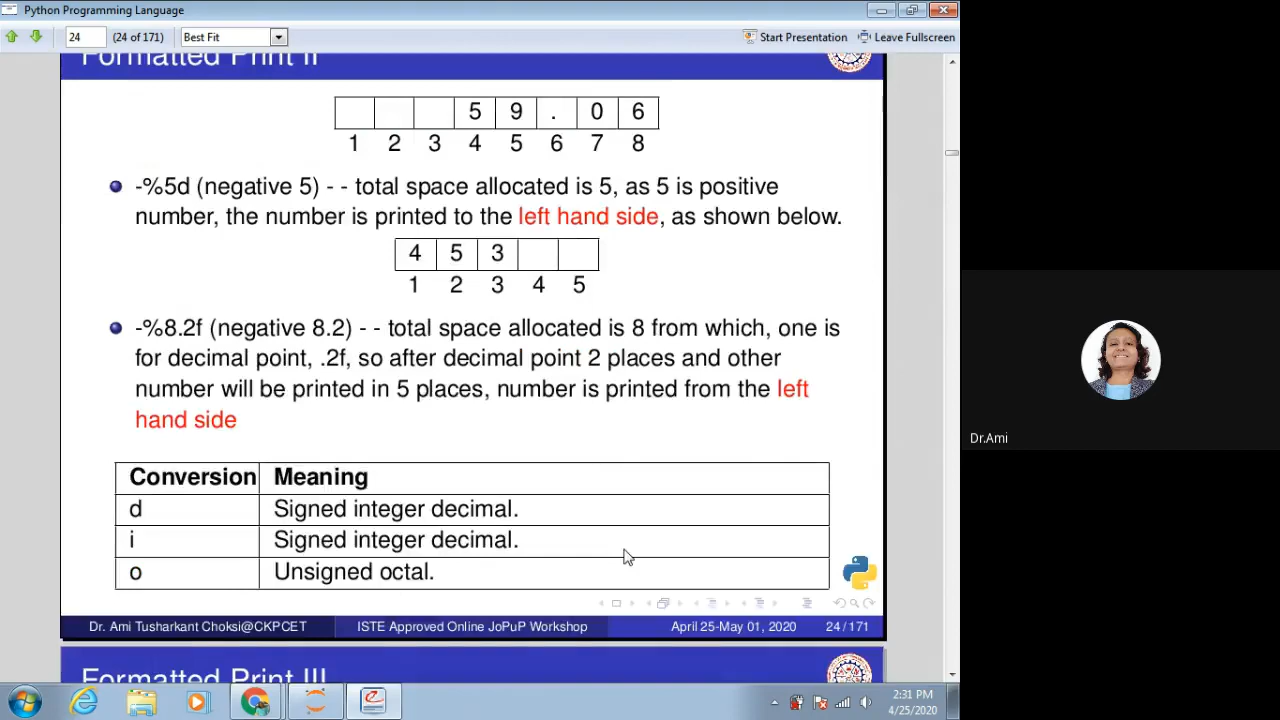 Python Programming Language
24
(24 of 171)
Best Fit
Start Presentation
Leave Fullscreen
Formatted Print II
5 9 . 0 6
1 2 3 4 5 6 7 8
-%5d (negative 5) - - total space allocated is 5, as 5 is positive
number, the number is printed to the left hand side, as shown below.
4 5 3
1 2 3 4 5
-%8.2f (negative 8.2) - - total space allocated is 8 from which, one is
for decimal point, .2f, so after decimal point 2 places and other
number will be printed in 5 places, number is printed from the left
hand side
Conversion Meaning
d Signed integer decimal.
i Signed integer decimal.
o Unsigned octal.
Dr. Ami Tusharkant Choksi@CKPCET ISTE Approved Online JoPuP Workshop April 25-May 01, 2020 24 / 171
Formatted Print III
Dr.Ami
2:31 PM
4/25/2020